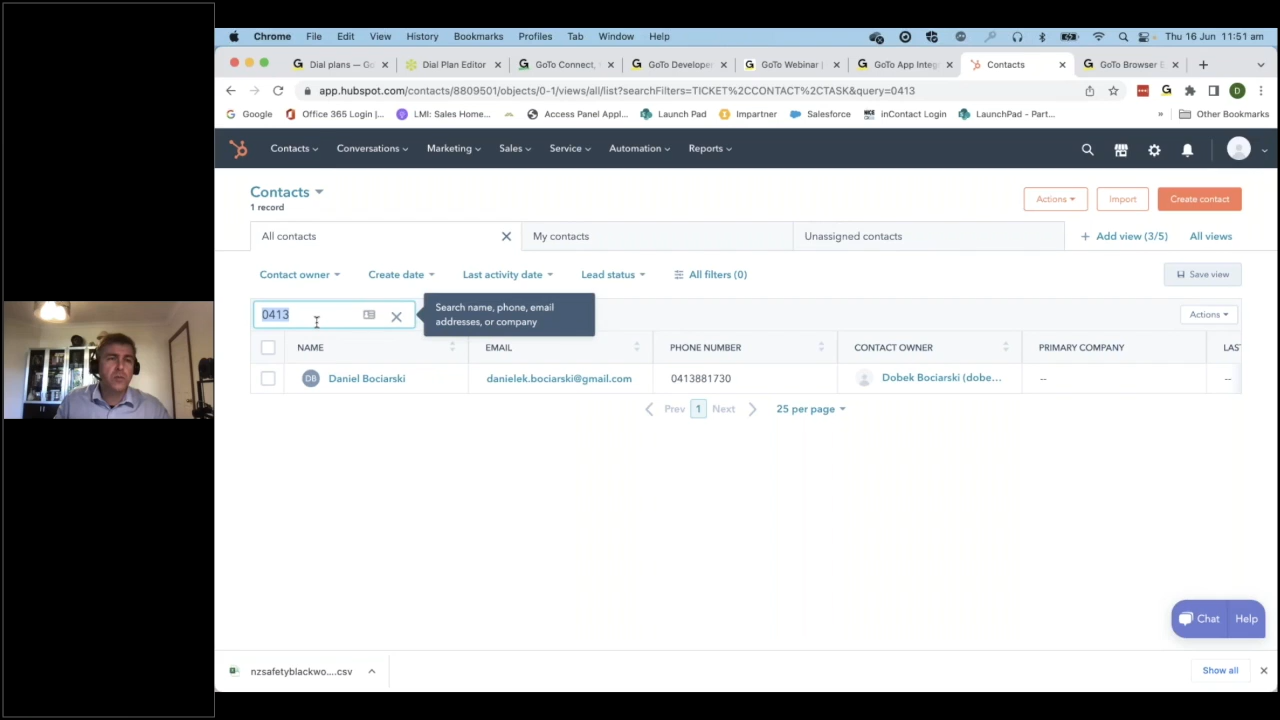 Chrome File Edit View History Bookmarks Profiles Tab Window Help Thu 16 Jun 11:51 am
Dial plans — Go
Dial Plan Editor
GoTo Connect,
GoTo Develope
GoTo Webinar |
GoTo App Integ
Contacts
GoTo Browser E
app.hubspot.com/contacts/8809501/objects/0-1/views/all/list?searchFilters=TICKET%2CCONTACT%2CTASK&query=0413
D
Google Office 365 Login |... LMI: Sales Home... Access Panel Appl... Launch Pad Impartner Salesforce inContact Login LaunchPad - Part... » Other Bookmarks
Contacts Conversations Marketing Sales Service Automation Reports
Contacts
1 record
Actions Import Create contact
All contacts My contacts Unassigned contacts + Add view (3/5) All views
Contact owner Create date Last activity date Lead status All filters (0) Save view
0413
Search name, phone, email
addresses, or company
Actions
NAME EMAIL PHONE NUMBER CONTACT OWNER PRIMARY COMPANY LAST
DB Daniel Bociarski danielek.bociarski@gmail.com 0413881730 Dobek Bociarski (dobe... -- --
Prev 1 Next 25 per page
Chat Help
nzsafetyblackwo....csv Show all